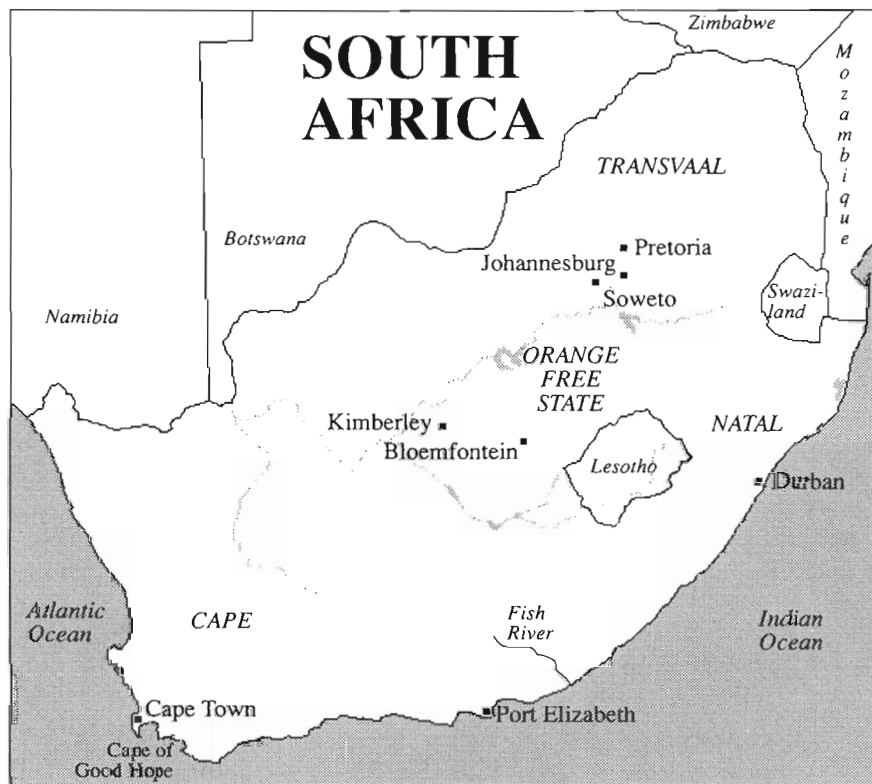 Zimbabwe
SOUTH
AFRICA
Mozambique
TRANSVAAL
Botswana
Pretoria
Johannesburg
Soweto
Swazi-
land
Namibia
ORANGE
FREE
STATE
Kimberley
Bloemfontein
NATAL
Lesotho
Durban
Atlantic
Ocean
CAPE
Fish
River
Indian
Ocean
Cape Town
Port Elizabeth
Cape of
Good Hope